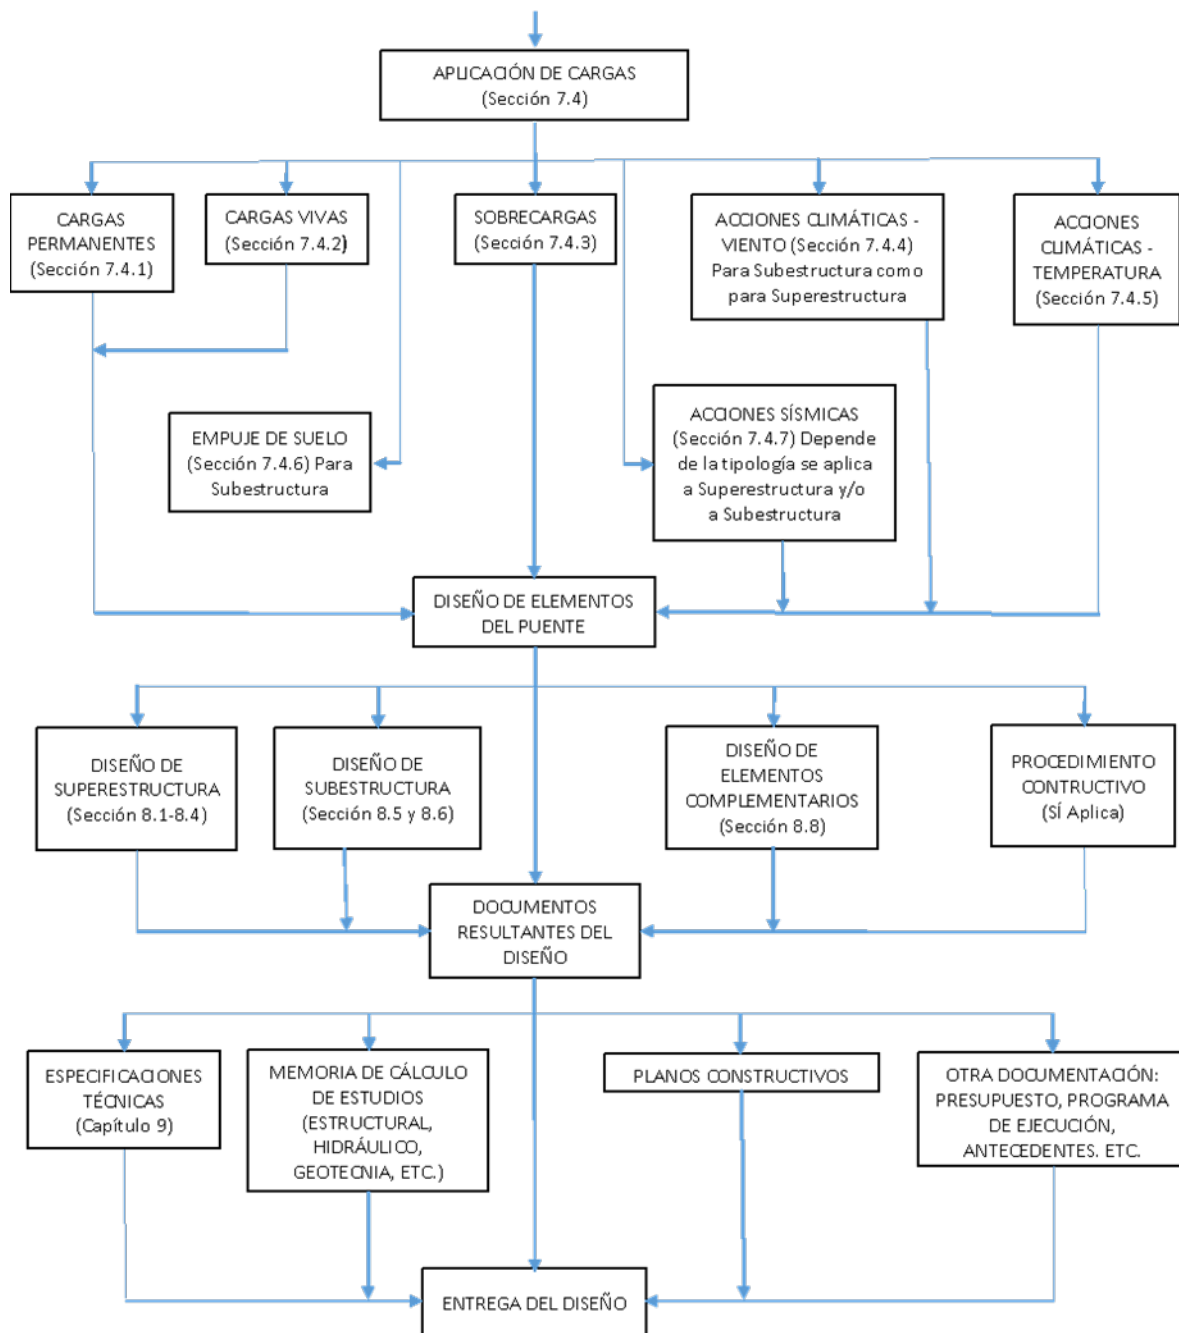 APLICACIÓN DE CARGAS
(Sección 7.4)
CARGAS
PERMANENTES
(Sección 7.4.1)
CARGAS VIVAS
(Sección 7.4.2)
SOBRECARGAS
(Sección 7.4.3)
ACCIONES CLIMÁTICAS -
VIENTO (Sección 7.4.4)
Para Subestructura como
para Superestructura
ACCIONES
CLIMÁTICAS -
TEMPERATURA
(Sección 7.4.5)
EMPUJE DE SUELO
(Sección 7.4.6) Para
Subestructura
ACCIONES SÍSMICAS
(Sección 7.4.7) Depende
de la tipología se aplica
a Superestructura y/o
a Subestructura
DISEÑO DE ELEMENTOS
DEL PUENTE
DISEÑO DE
SUPERESTRUCTURA
(Sección 8.1-8.4)
DISEÑO DE
SUBESTRUCTURA
(Sección 8.5 y 8.6)
DISEÑO DE
ELEMENTOS
COMPLEMENTARIOS
(Sección 8.8)
PROCEDIMIENTO
CONTRUCTIVO
(SÍ Aplica)
DOCUMENTOS
RESULTANTES DEL
DISEÑO
ESPECIFICACIONES
TÉCNICAS
(Capítulo 9)
MEMORIA DE CÁLCULO
DE ESTUDIOS
(ESTRUCTURAL,
HIDRÁULICO,
GEOTECNIA, ETC.)
PLANOS CONSTRUCTIVOS
OTRA DOCUMENTACIÓN:
PRESUPUESTO, PROGRAMA
DE EJECUCIÓN,
ANTECEDENTES. ETC.
ENTREGA DEL DISEÑO